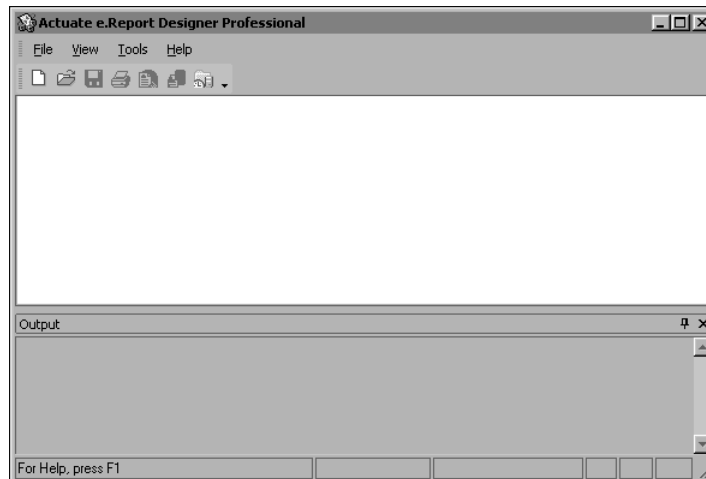 Actuate e.Report Designer Professional
File View Tools Help
Output
For Help, press F1